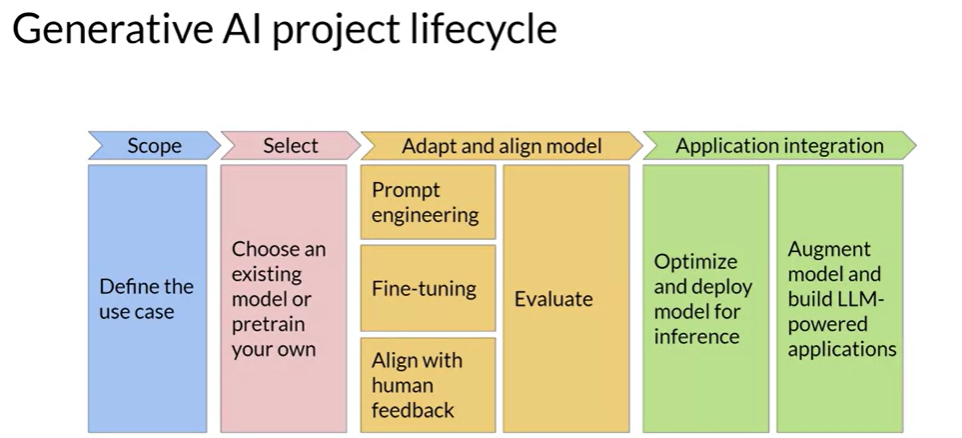 Generative AI project lifecycle
Scope
Select
Adapt and align model
Application integration
Define the
use case
Choose an
existing
model or
pretrain
your own
Prompt
engineering
Fine-tuning
Align with
human
feedback
Evaluate
Optimize
and deploy
model for
inference
Augment
model and
build LLM-
powered
applications